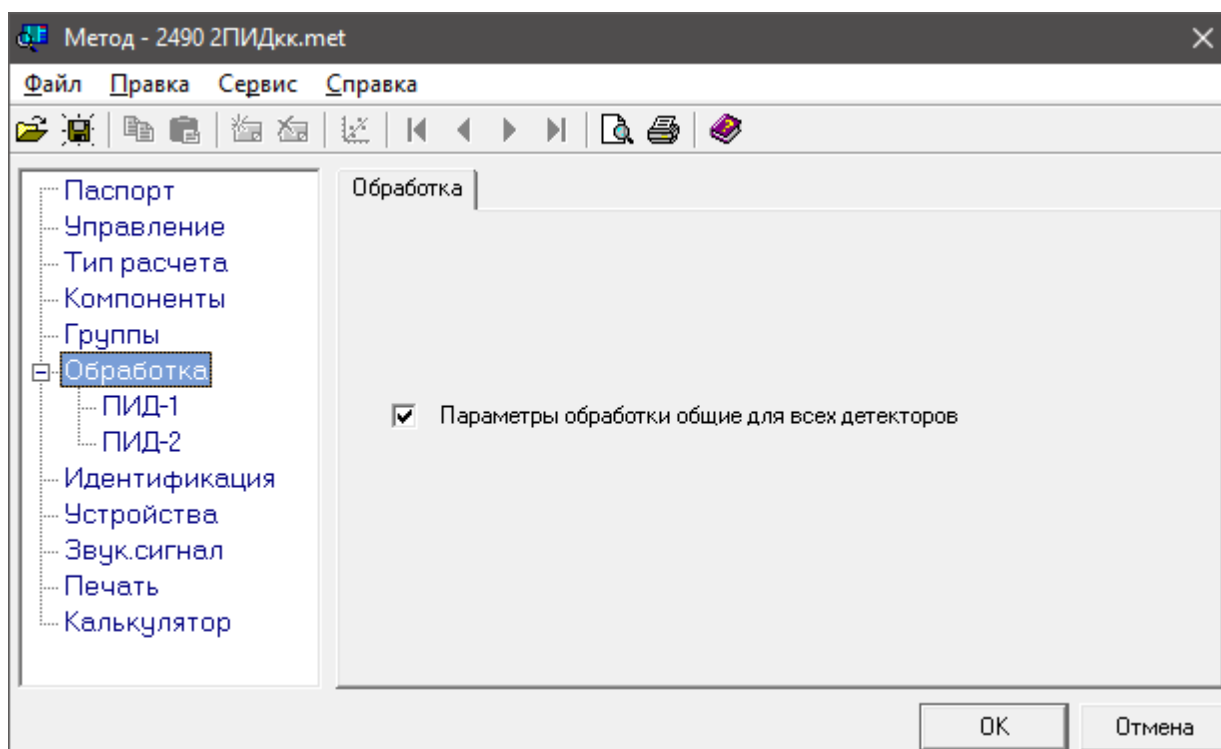 Метод - 2490 2ПИДкк.met
Файл Правка Сервис Справка
Паспорт
Управление
Тип расчета
Компоненты
Группы
Обработка
ПИД-1
ПИД-2
Идентификация
Устройства
Звук.сигнал
Печать
Калькулятор
Обработка
Параметры обработки общие для всех детекторов
OK Отмена